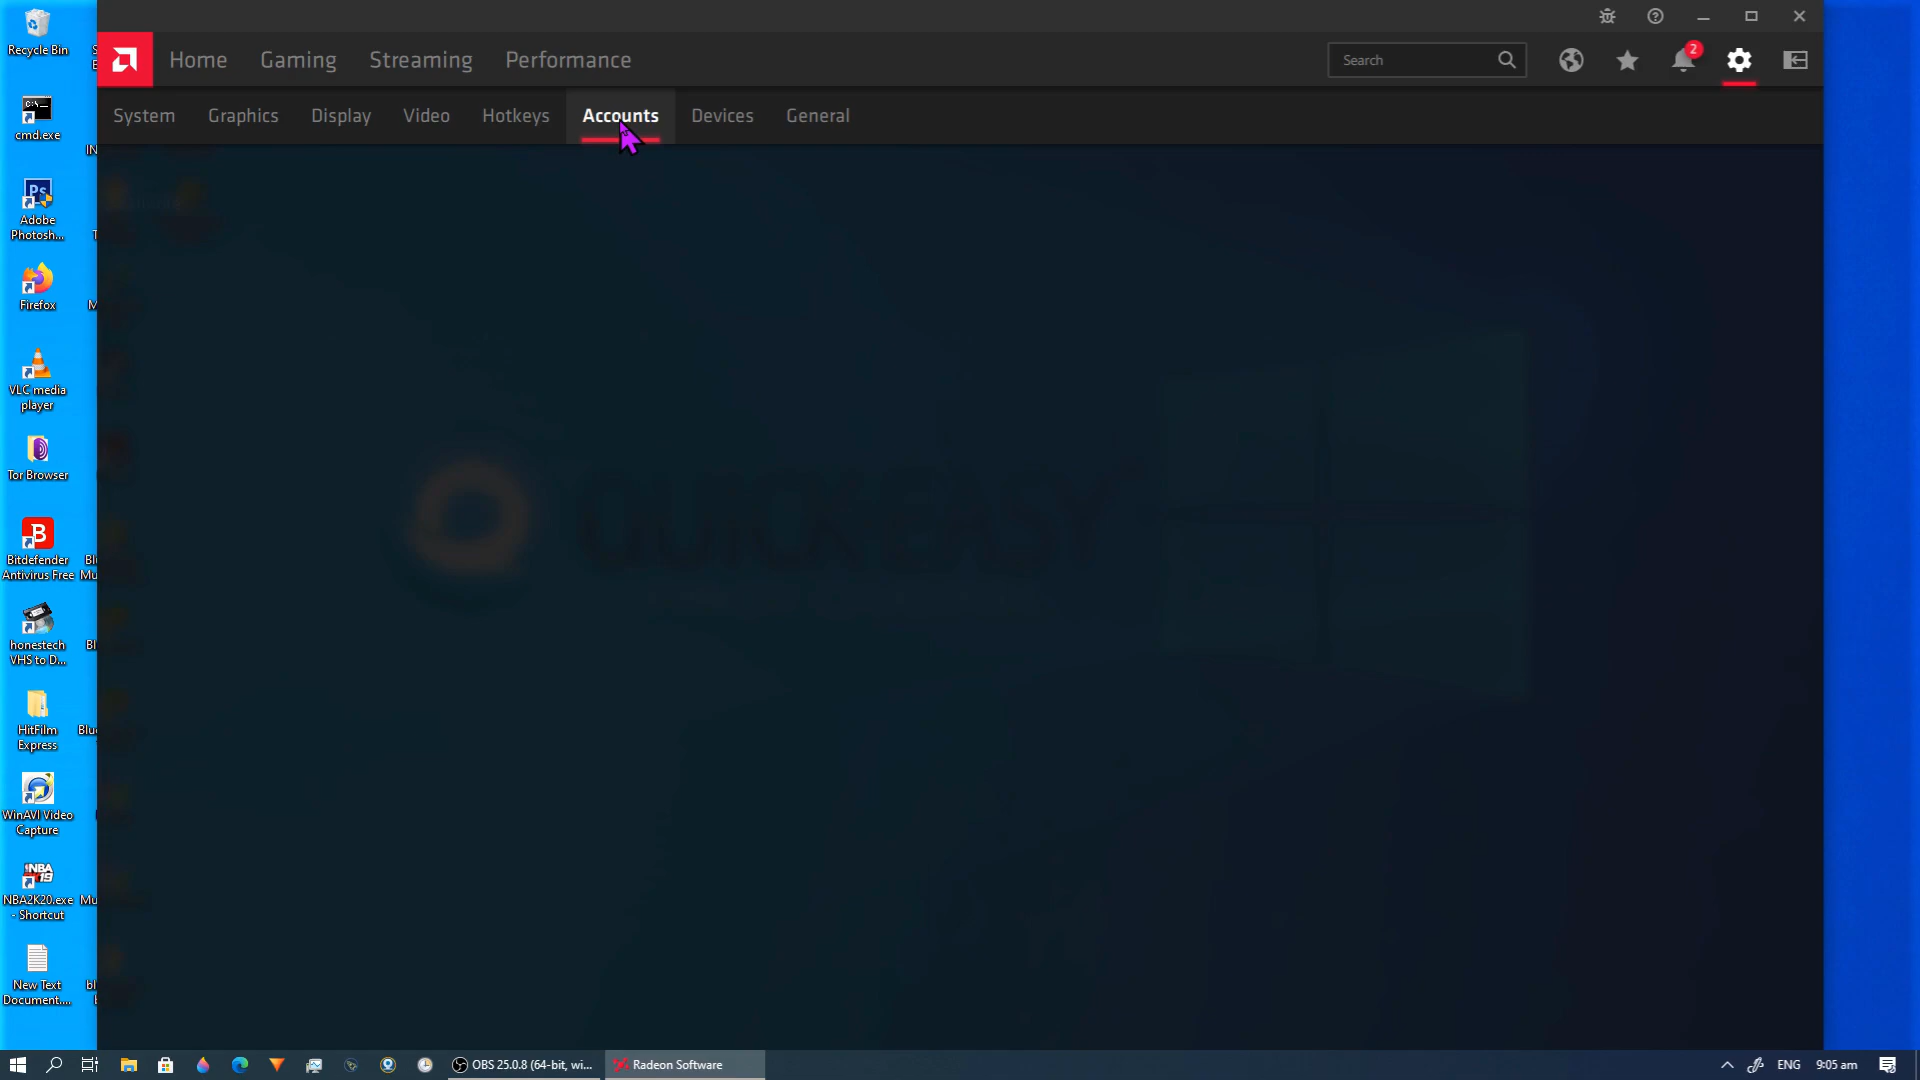 Home Gaming Streaming Performance
Search
2
System Graphics Display Video Hotkeys Accounts Devices General
Recycle Bin
cmd.exe
Adobe
Photosh...
Firefox
VLC media
player
Tor Browser
Bitdefender
Antivirus Free
honestech
VHS to D...
HitFilm
Express
WinAVI Video
Capture
NBA2K20.exe
- Shortcut
New Text
Document....
QUICK EASY
OBS 25.0.8 (64-bit, wi...
Radeon Software
ENG
9:05 am